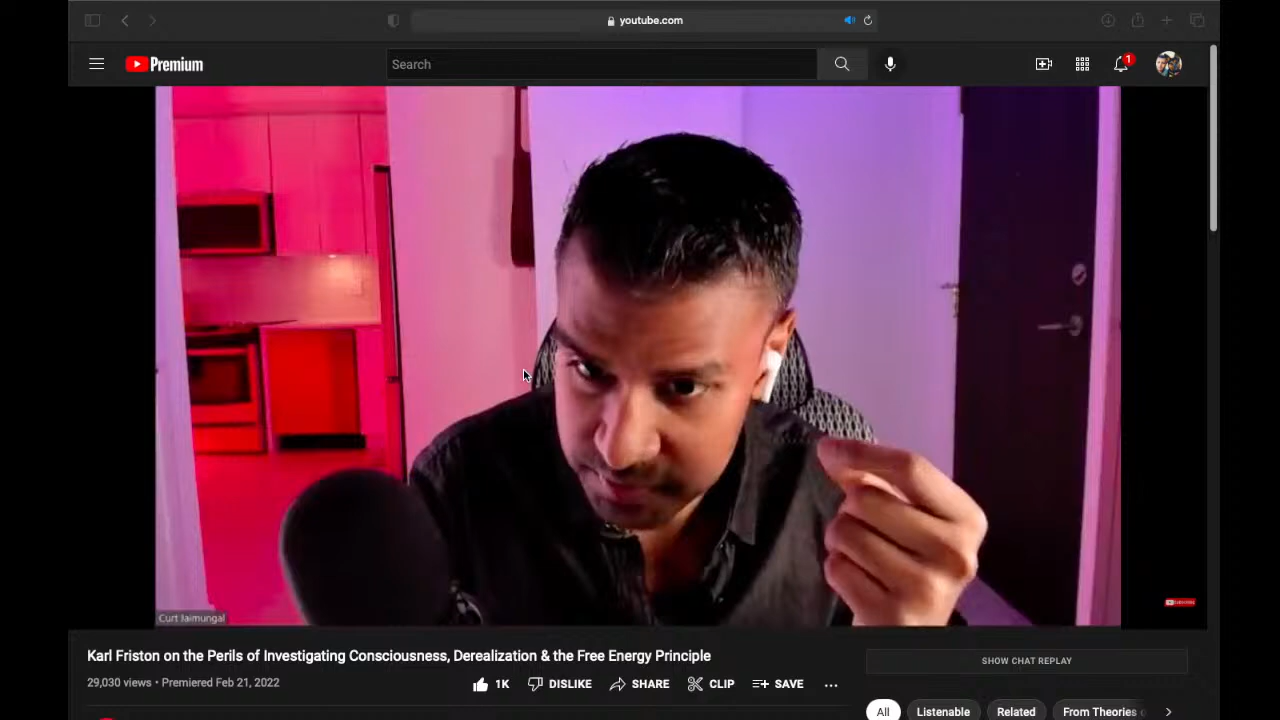 youtube.com
Premium
Search
1
Curt Jaimungal
SUBSCRIBE
Karl Friston on the Perils of Investigating Consciousness, Derealization & the Free Energy Principle
29,030 views • Premiered Feb 21, 2022
1K
DISLIKE
SHARE
CLIP
SAVE
SHOW CHAT REPLAY
All
Listenable
Related
From Theories